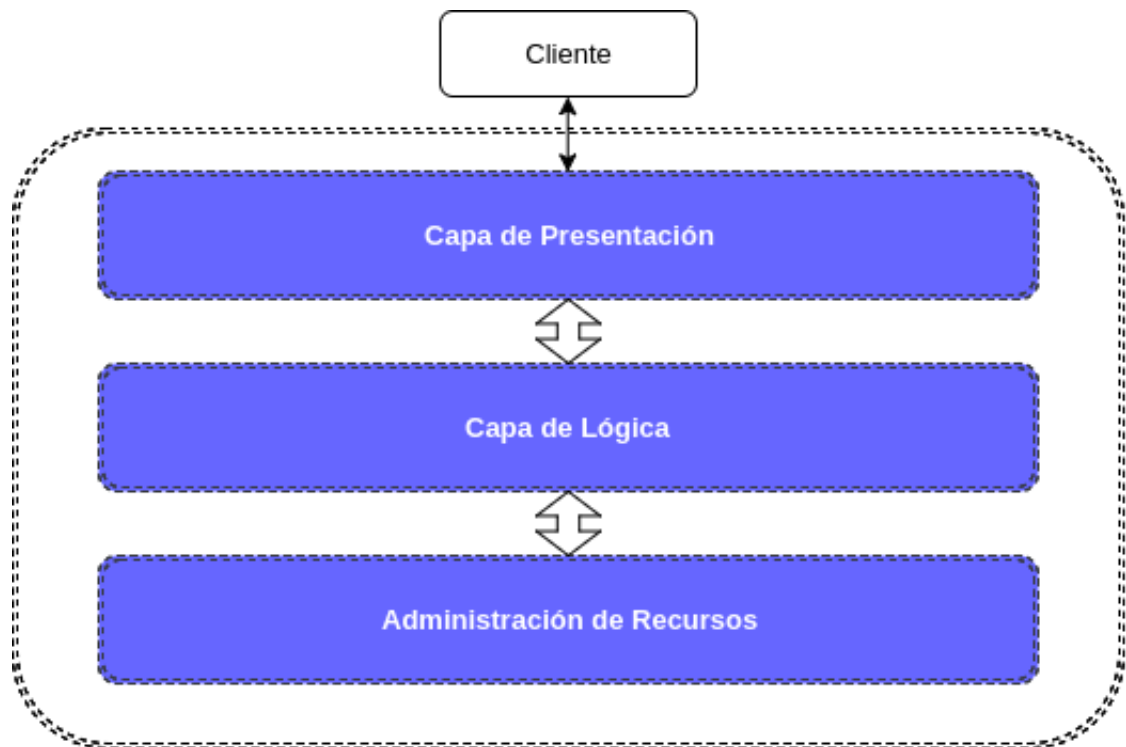 Cliente
Capa de Presentación
Capa de Lógica
Administración de Recursos